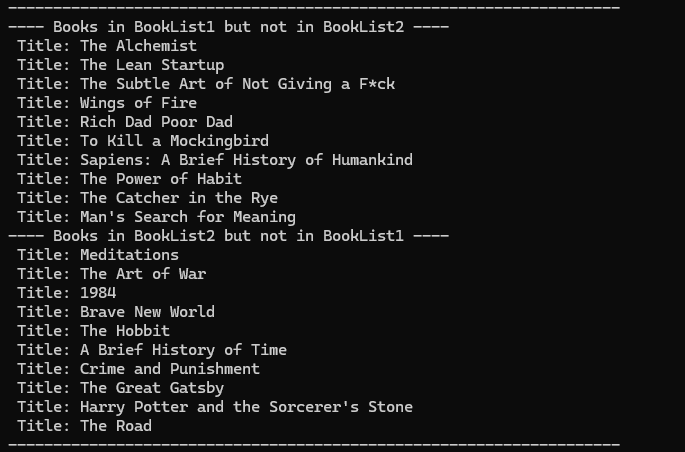 ---- Books in BookList1 but not in BookList2 ----
Title: The Alchemist
Title: The Lean Startup
Title: The Subtle Art of Not Giving a F*ck
Title: Wings of Fire
Title: Rich Dad Poor Dad
Title: To Kill a Mockingbird
Title: Sapiens: A Brief History of Humankind
Title: The Power of Habit
Title: The Catcher in the Rye
Title: Man's Search for Meaning
---- Books in BookList2 but not in BookList1 ----
Title: Meditations
Title: The Art of War
Title: 1984
Title: Brave New World
Title: The Hobbit
Title: A Brief History of Time
Title: Crime and Punishment
Title: The Great Gatsby
Title: Harry Potter and the Sorcerer's Stone
Title: The Road